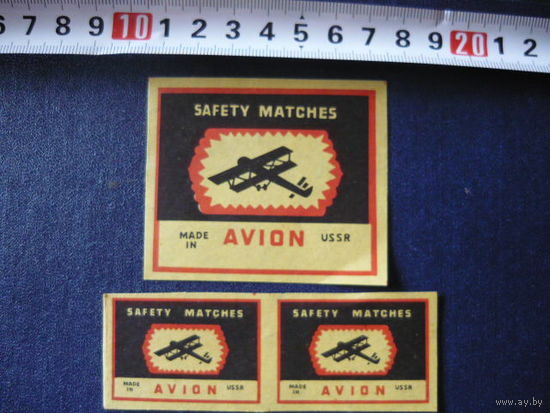 6 7 8 9 10 1 2 3 4 5 6 7 8 9 20 1 2
SAFETY MATCHES
MADE IN AVION USSR
SAFETY MATCHES SAFETY MATCHES
MADE IN AVION USSR MADE IN AVION USSR
www.ay.by